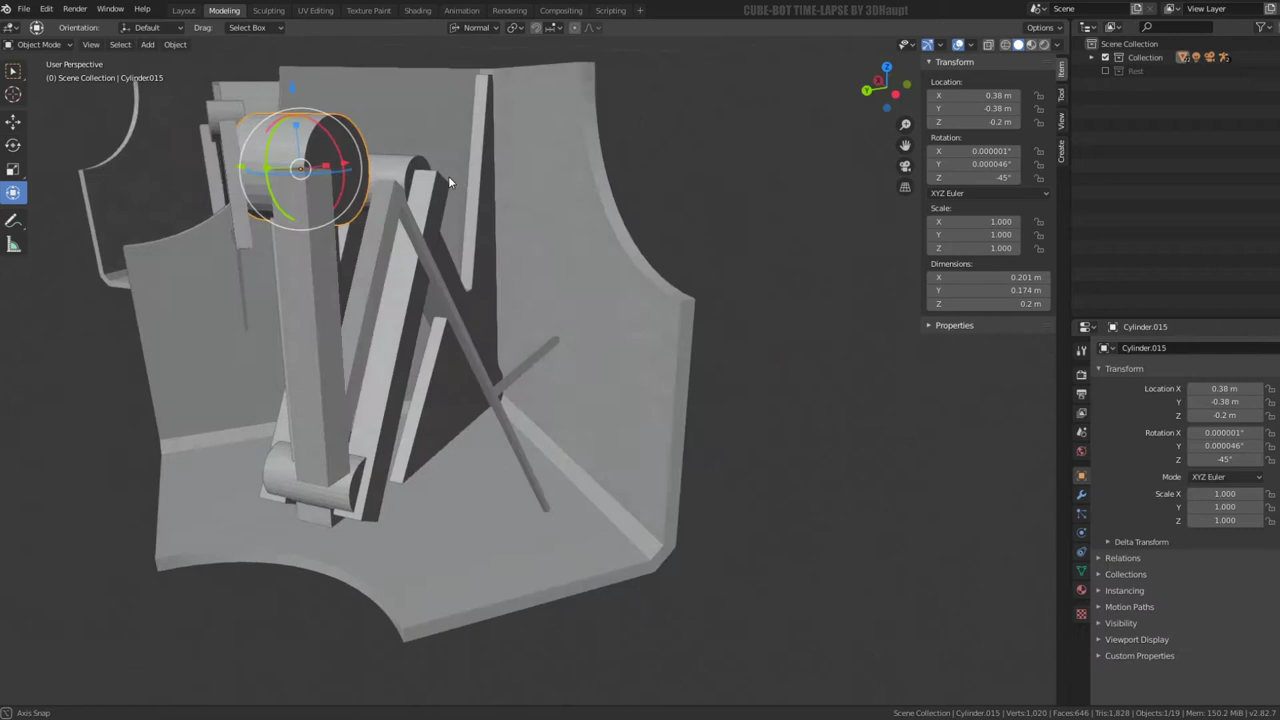 File Edit Render Window Help Layout Modeling Sculpting UV Editing Texture Paint Shading Animation Rendering Compositing Scripting + CUBE-BOT TIME-LAPSE BY 3DHaupt Scene View Layer
Orientation: Default Drag: Select Box Normal Options
Object Mode View Select Add Object
User Perspective
(0) Scene Collection | Cylinder.015
Z
X
Y
Transform
Location:
X 0.38 m
Y -0.38 m
Z -0.2 m
Rotation:
X 0.000001°
Y 0.000046°
Z -45°
XYZ Euler
Scale:
X 1.000
Y 1.000
Z 1.000
Dimensions:
X 0.201 m
Y 0.174 m
Z 0.2 m
Properties
Item
Tool
View
Create
Scene Collection
Collection
Rest
Cylinder.015
Cylinder.015
Transform
Location X 0.38 m
Y -0.38 m
Z -0.2 m
Rotation X 0.000001°
Y 0.000046°
Z -45°
Mode XYZ Euler
Scale X 1.000
Y 1.000
Z 1.000
Delta Transform
Relations
Collections
Instancing
Motion Paths
Visibility
Viewport Display
Custom Properties
Axis Snap Scene Collection | Cylinder.015 | Verts:1,020 | Faces:646 | Tris:1,828 | Objects:1/19 | Mem: 150.2 MiB | v2.82.7